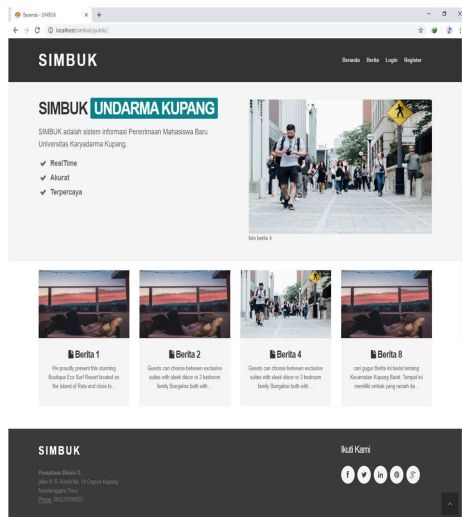 Beranda - SIMBUK
localhost/simbuk/public/
SIMBUK
Beranda Berita Login Register
SIMBUK UNDARMA KUPANG
SIMBUK adalah sistem informasi Penerimaan Mahasiswa Baru
Universitas Karyadarma Kupang.
RealTime
Akurat
Terpercaya
foto berita 4
Berita 1
We proudly present this stunning
Boutique Eco Surf Resort located on
the Island of Rote and close to...
Berita 2
Guests can choose between exclusive
suites with sleek décor or 2 bedroom
family Bungalow both with ...
Berita 4
Guests can choose between exclusive
suites with sleek décor or 2 bedroom
family Bungalow both with ...
Berita 8
cari gugur Berita ini berisi tentang
Kecamatan Kupang Barat. Tempat ini
memiliki ombak yang ramah da...
SIMBUK
Ikuti Kami
Perusahaan Bisnis IT.
jalan H. R. Koroh No. 14 Oepura Kupang
Nusatenggara Timur
Phone: